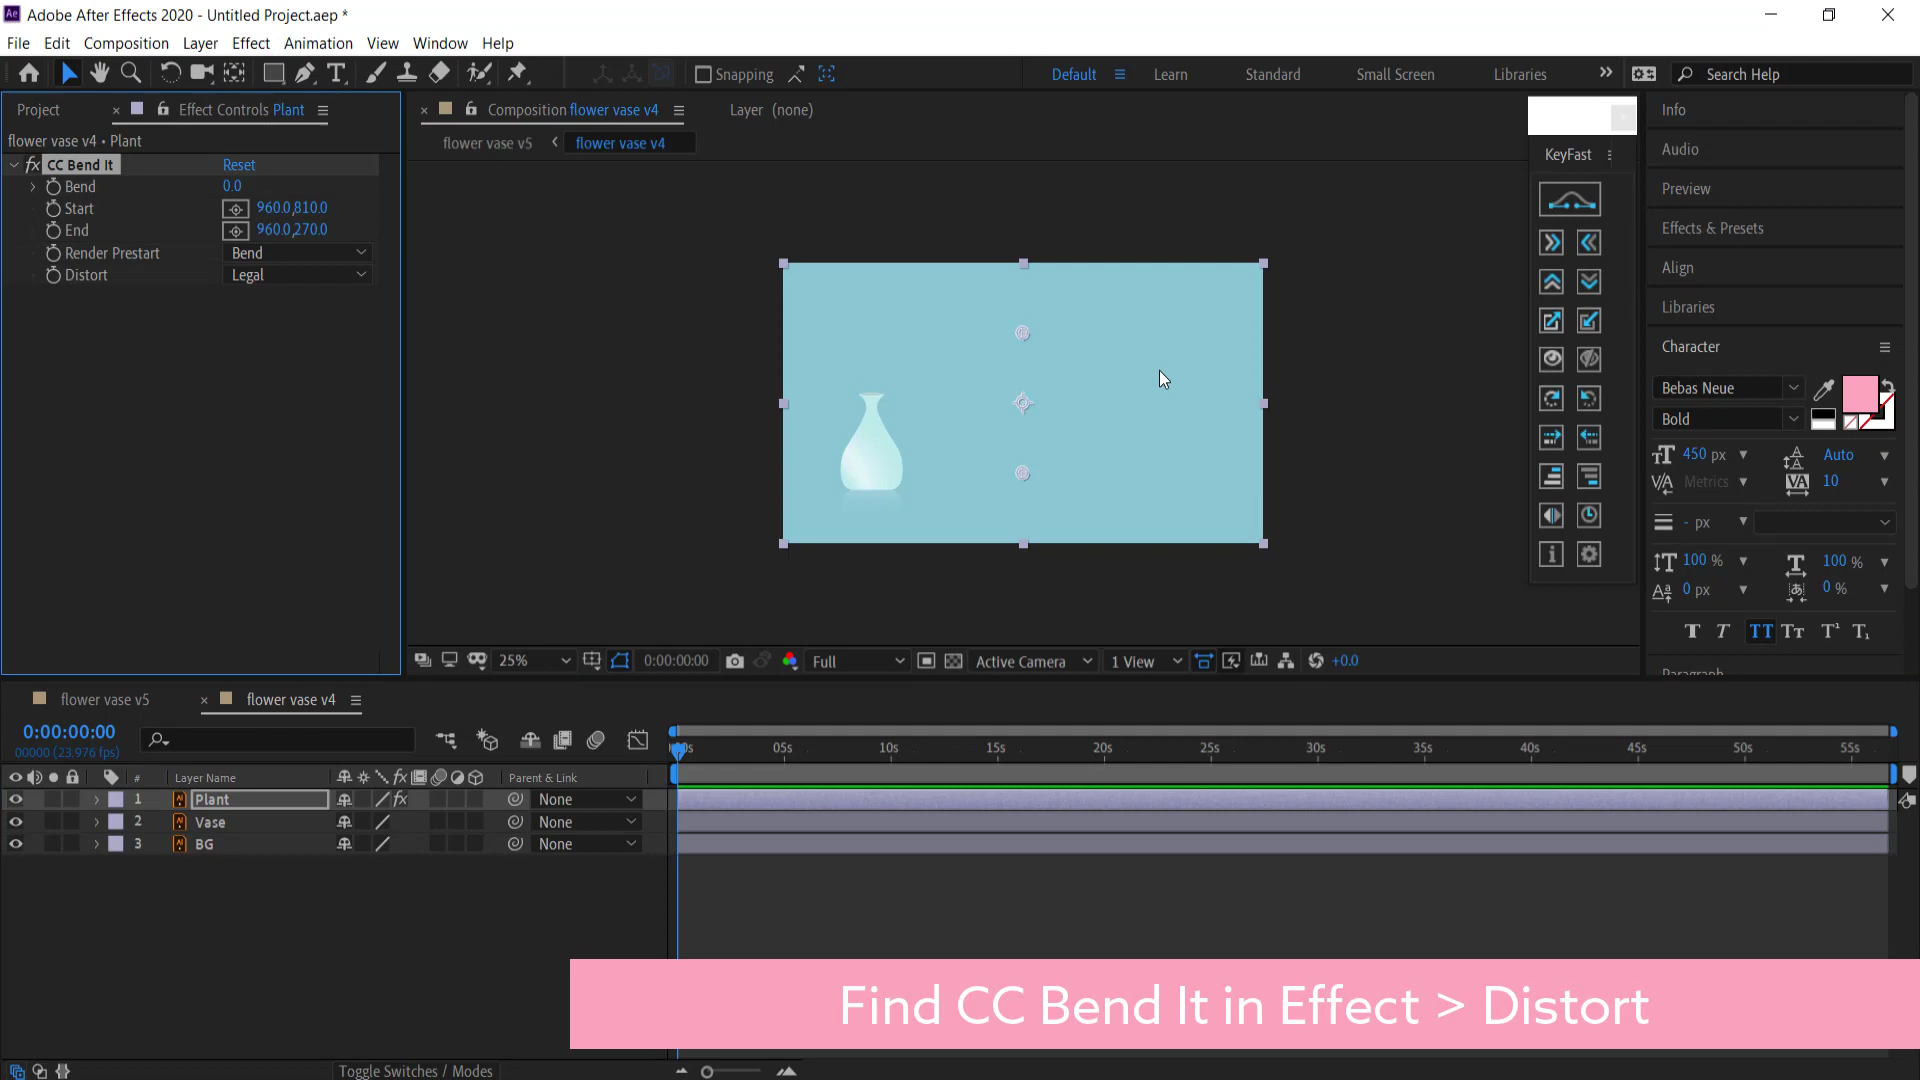 Adobe After Effects 2020 - Untitled Project.aep *
File Edit Composition Layer Effect Animation View Window Help
Snapping
Default Learn Standard Small Screen Libraries Search Help
Project Effect Controls Plant
flower vase v4 • Plant
fx CC Bend It Reset
Bend 0.0
Start 960.0,810.0
End 960.0,270.0
Render Prestart Bend
Distort Legal
Composition flower vase v4 Layer (none)
flower vase v5 flower vase v4
KeyFast
25% 0:00:00:00 Full Active Camera 1 View +0.0
Info
Audio
Preview
Effects & Presets
Align
Libraries
Character
Bebas Neue
Bold
450 px Auto
Metrics 10
- px
100 % 100 %
0 px 0 %
flower vase v5 flower vase v4
0:00:00:00
00000 (23.976 fps)
05s 10s 15s 20s 25s 30s 35s 40s 45s 50s 55s
# Layer Name fx Parent & Link
1 Plant fx None
2 Vase None
3 BG None
Find CC Bend It in Effect > Distort
Toggle Switches / Modes